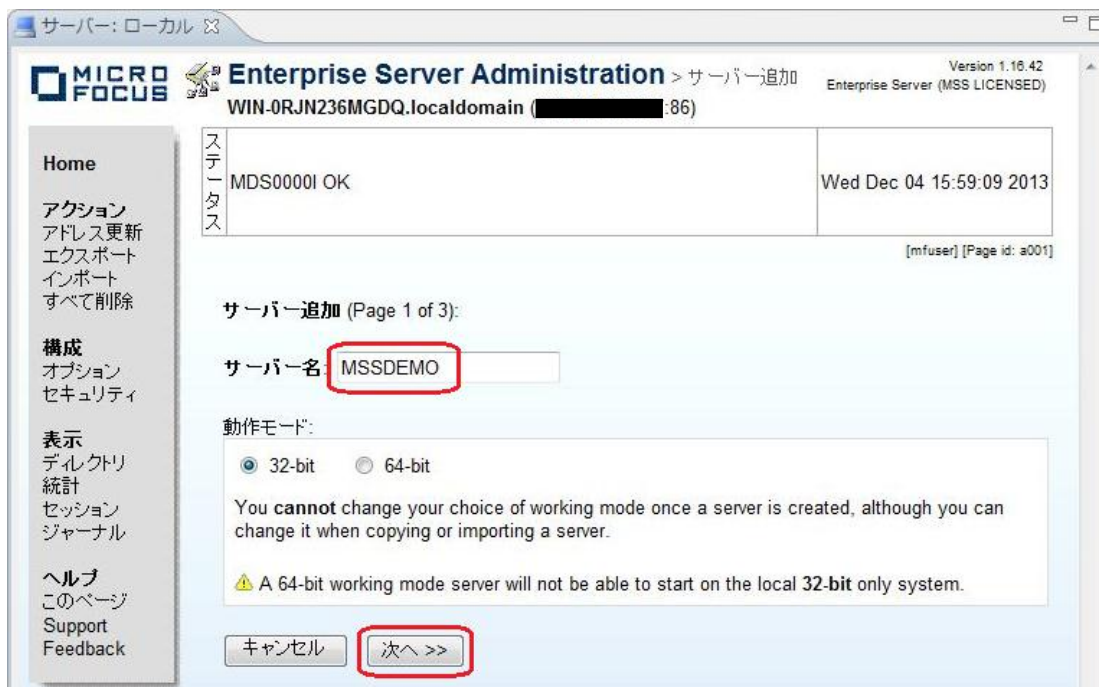 サーバー: ローカル
MICRO FOCUS
Enterprise Server Administration > サーバー追加
Version 1.16.42
Enterprise Server (MSS LICENSED)
WIN-0RJN236MGDQ.localdomain ( :86)
ステータス
MDS0000I OK
Wed Dec 04 15:59:09 2013
[mfuser] [Page id: a001]
Home
アクション
アドレス更新
エクスポート
インポート
すべて削除
構成
オプション
セキュリティ
表示
ディレクトリ
統計
セッション
ジャーナル
ヘルプ
このページ
Support
Feedback
サーバー追加 (Page 1 of 3):
サーバー名: MSSDEMO
動作モード:
32-bit 64-bit
You cannot change your choice of working mode once a server is created, although you can
change it when copying or importing a server.
A 64-bit working mode server will not be able to start on the local 32-bit only system.
キャンセル 次へ >>